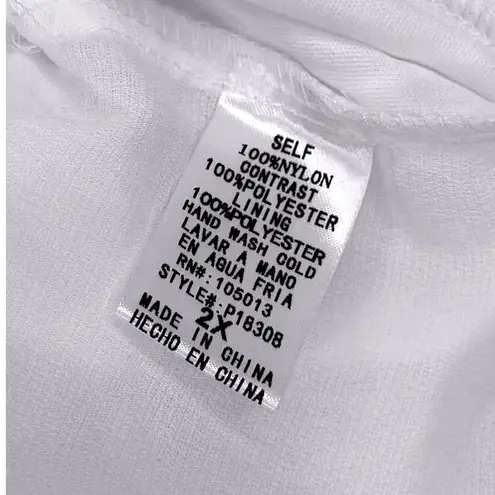 SELF
100%NYLON
CONTRAST
100%POLYESTER
LINING
100%POLYESTER
HAND WASH COLD
LAVAR A MANO
EN AQUA FRIA
RN#:105013
STYLE#:P18308
2X
MADE IN CHINA
HECHO EN CHINA